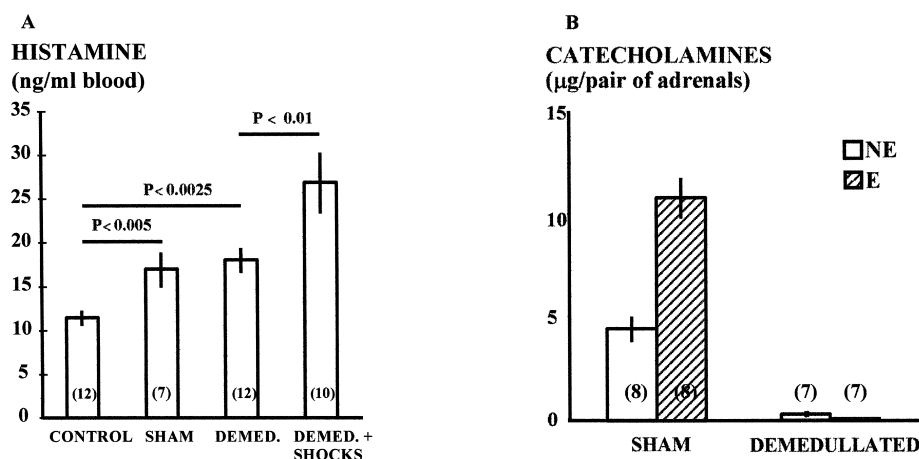 A
HISTAMINE
(ng/ml blood)
35
30
25
20
15
10
5
0
P < 0.01
P< 0.0025
P< 0.005
(12)
(7)
(12)
(10)
CONTROL
SHAM
DEMED.
DEMED. +
SHOCKS
B
CATECHOLAMINES
(µg/pair of adrenals)
15
10
5
0
NE
E
(8)
(8)
(7)
(7)
SHAM
DEMEDULLATED